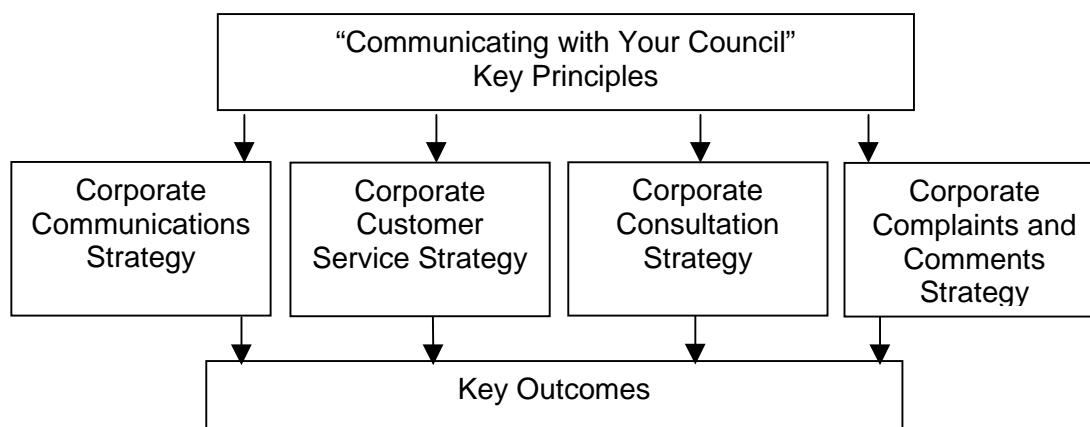 “Communicating with Your Council”
Key Principles
Corporate
Communications
Strategy
Corporate
Customer
Service Strategy
Corporate
Consultation
Strategy
Corporate
Complaints and
Comments
Strategy
Key Outcomes